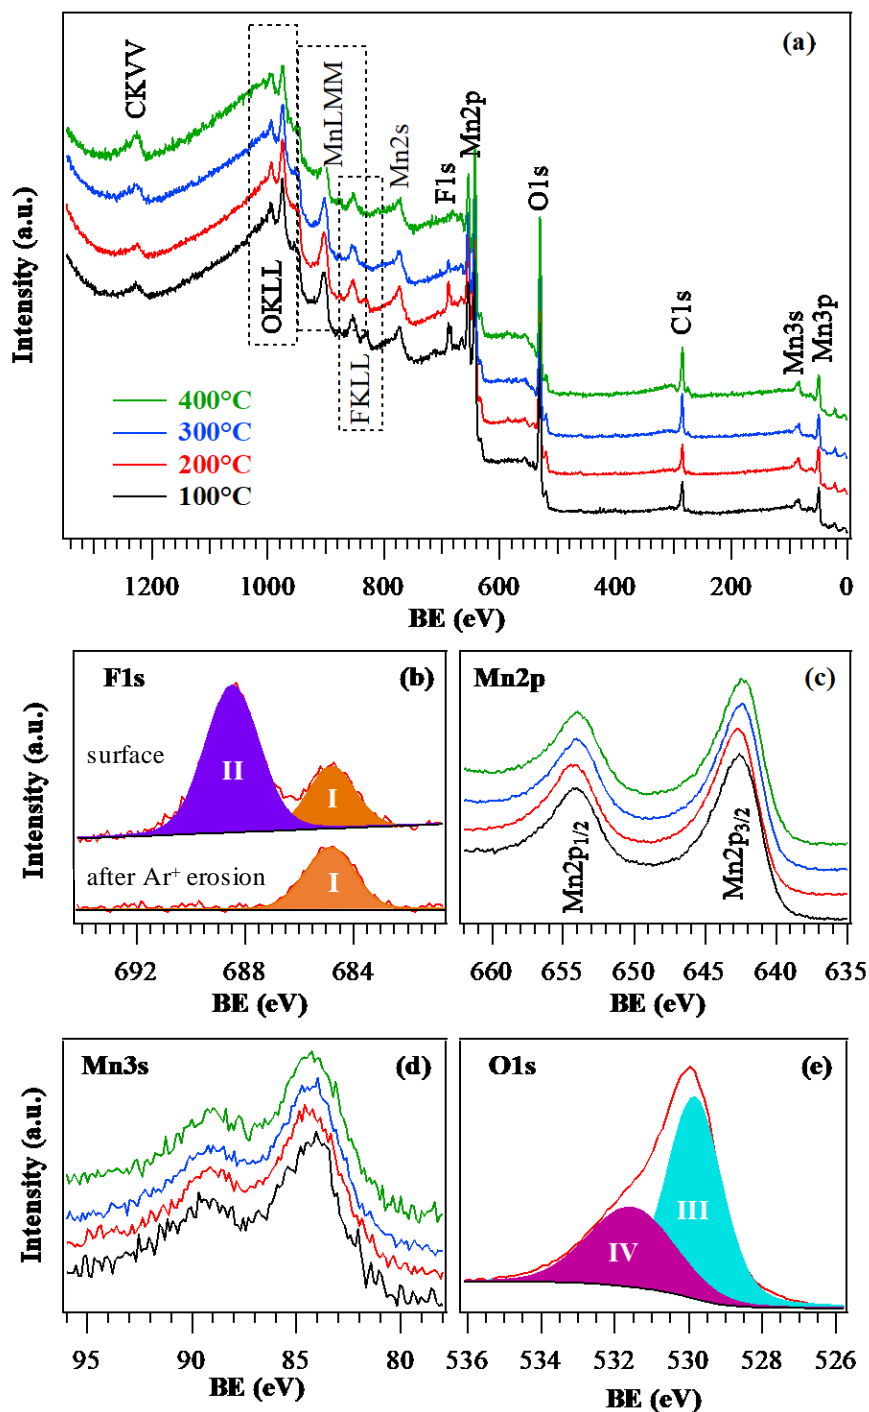 (a)
CKVV
OKLL
MnLMM
FKLL
Mn2s
F1s
Mn2p
O1s
C1s
Mn3s
Mn3p
Intensity (a.u.)
400°C
300°C
200°C
100°C
1200 1000 800 600 400 200 0
BE (eV)
F1s (b)
surface
II
I
after Ar⁺ erosion
I
Intensity (a.u.)
692 688 684
BE (eV)
Mn2p (c)
Mn2p1/2
Mn2p3/2
660 655 650 645 640 635
BE (eV)
Mn3s (d)
Intensity (a.u.)
95 90 85 80
BE (eV)
O1s (e)
III
IV
536 534 532 530 528 526
BE (eV)